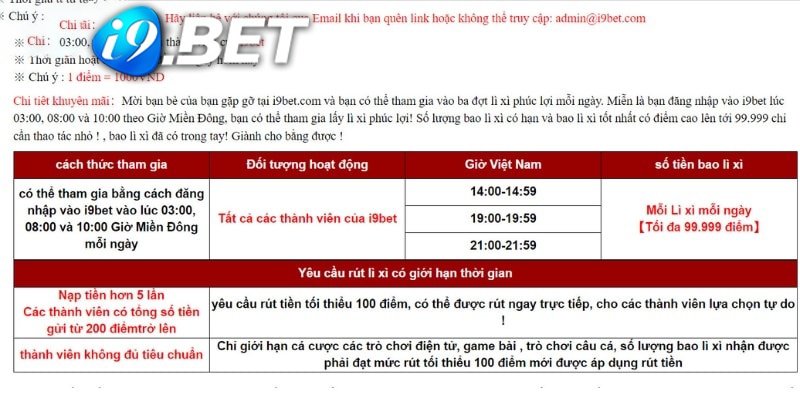 ※ Chú ý :
Hãy liên hệ với chúng tôi qua Email khi bạn quên link hoặc không thể truy cập: admin@i9bet.com
i9.BET
※ Chi : 03:00,
※ Thời gian hoạt
※ Chú ý : 1 điểm = 1000VND
Chi tiết khuyến mãi: Mời bạn bè của bạn gặp gỡ tại i9bet.com và bạn có thể tham gia vào ba đợt lì xì phúc lợi mỗi ngày. Miễn là bạn đăng nhập vào i9bet lúc
03:00, 08:00 và 10:00 theo Giờ Miền Đông, bạn có thể tham gia lấy lì xì phúc lợi! Số lượng bao lì xì có hạn và bao lì xì tốt nhất có điểm cao lên tới 99.999 chỉ
cần thao tác nhỏ ! , bao lì xì đã có trong tay! Giành cho bằng được !
cách thức tham gia
Đối tượng hoạt động
Giờ Việt Nam
số tiền bao lì xì
có thể tham gia bằng cách đăng
nhập vào i9bet vào lúc 03:00,
08:00 và 10:00 Giờ Miền Đông
mỗi ngày
Tất cả các thành viên của i9bet
14:00-14:59
19:00-19:59
21:00-21:59
Mỗi Lì xì mỗi ngày
【Tối đa 99.999 điểm】
Yêu cầu rút lì xì có giới hạn thời gian
Nạp tiền hơn 5 lần
Các thành viên có tổng số tiền
gửi từ 200 điểmtrở lên
yêu cầu rút tiền tối thiểu 100 điểm, có thể được rút ngay trực tiếp, cho các thành viên lựa chọn tự do
!
thành viên không đủ tiêu chuẩn
Chỉ giới hạn cá cược các trò chơi điện tử, game bài , trò chơi câu cá, số lượng bao lì xì nhận được
phải đạt mức rút tối thiểu 100 điểm mới được áp dụng rút tiền